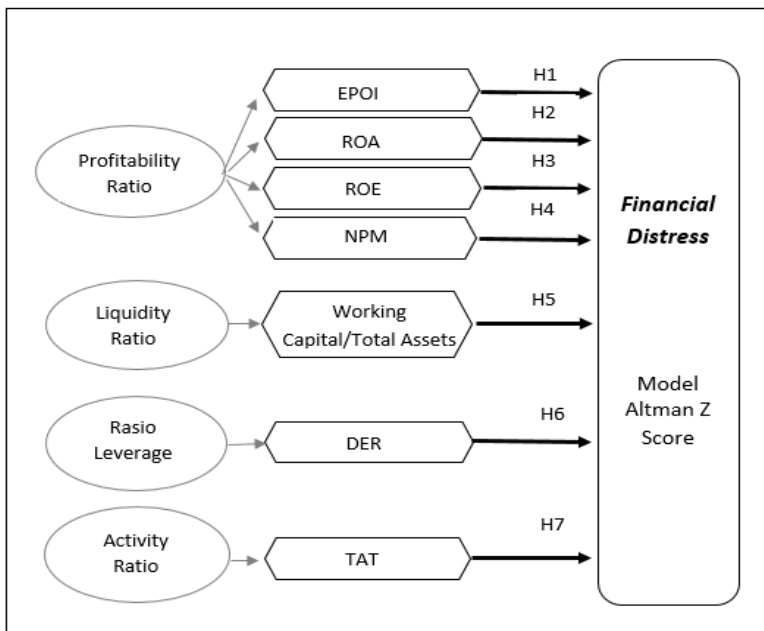 H1
EPOI
H2
ROA
Profitability
Ratio
H3
ROE
H4
NPM
Financial
Distress
Liquidity
Ratio
Working
Capital/Total Assets
H5
Model
Altman Z
Score
Rasio
Leverage
DER
H6
Activity
Ratio
TAT
H7